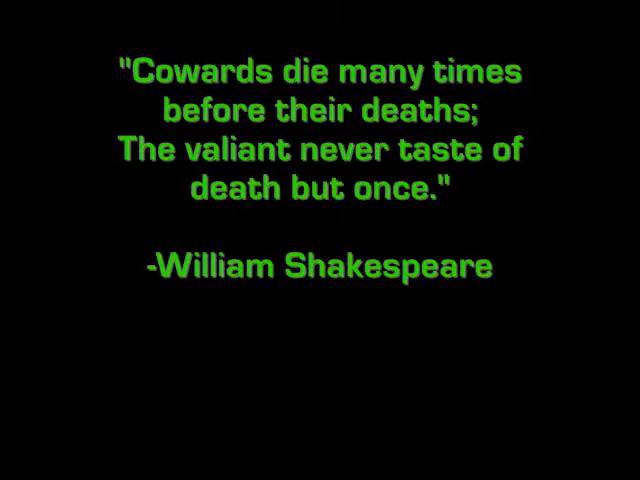 "Cowards die many times
before their deaths;
The valiant never taste of
death but once."
-William Shakespeare